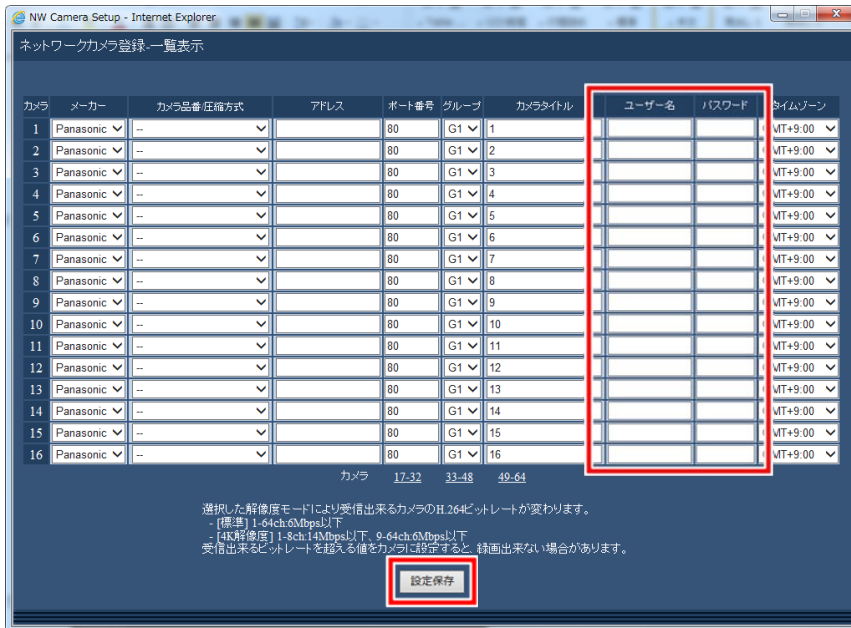 NW Camera Setup - Internet Explorer
ネットワークカメラ登録-一覧表示
カメラ メーカー カメラ品番/圧縮方式 アドレス ポート番号 グループ カメラタイトル ユーザー名 パスワード タイムゾーン
1 Panasonic -- 80 G1 1 MT+9:00
2 Panasonic -- 80 G1 2 MT+9:00
3 Panasonic -- 80 G1 3 MT+9:00
4 Panasonic -- 80 G1 4 MT+9:00
5 Panasonic -- 80 G1 5 MT+9:00
6 Panasonic -- 80 G1 6 MT+9:00
7 Panasonic -- 80 G1 7 MT+9:00
8 Panasonic -- 80 G1 8 MT+9:00
9 Panasonic -- 80 G1 9 MT+9:00
10 Panasonic -- 80 G1 10 MT+9:00
11 Panasonic -- 80 G1 11 MT+9:00
12 Panasonic -- 80 G1 12 MT+9:00
13 Panasonic -- 80 G1 13 MT+9:00
14 Panasonic -- 80 G1 14 MT+9:00
15 Panasonic -- 80 G1 15 MT+9:00
16 Panasonic -- 80 G1 16 MT+9:00
カメラ 17-32 33-48 49-64
選択した解像度モードにより受信出来るカメラのH.264ビットレートが変わります。
- [標準] 1-64ch:6Mbps以下
- [4K解像度] 1-8ch:14Mbps以下、9-64ch:6Mbps以下
受信出来るビットレートを超える値をカメラに設定すると、録画出来ない場合があります。
設定保存